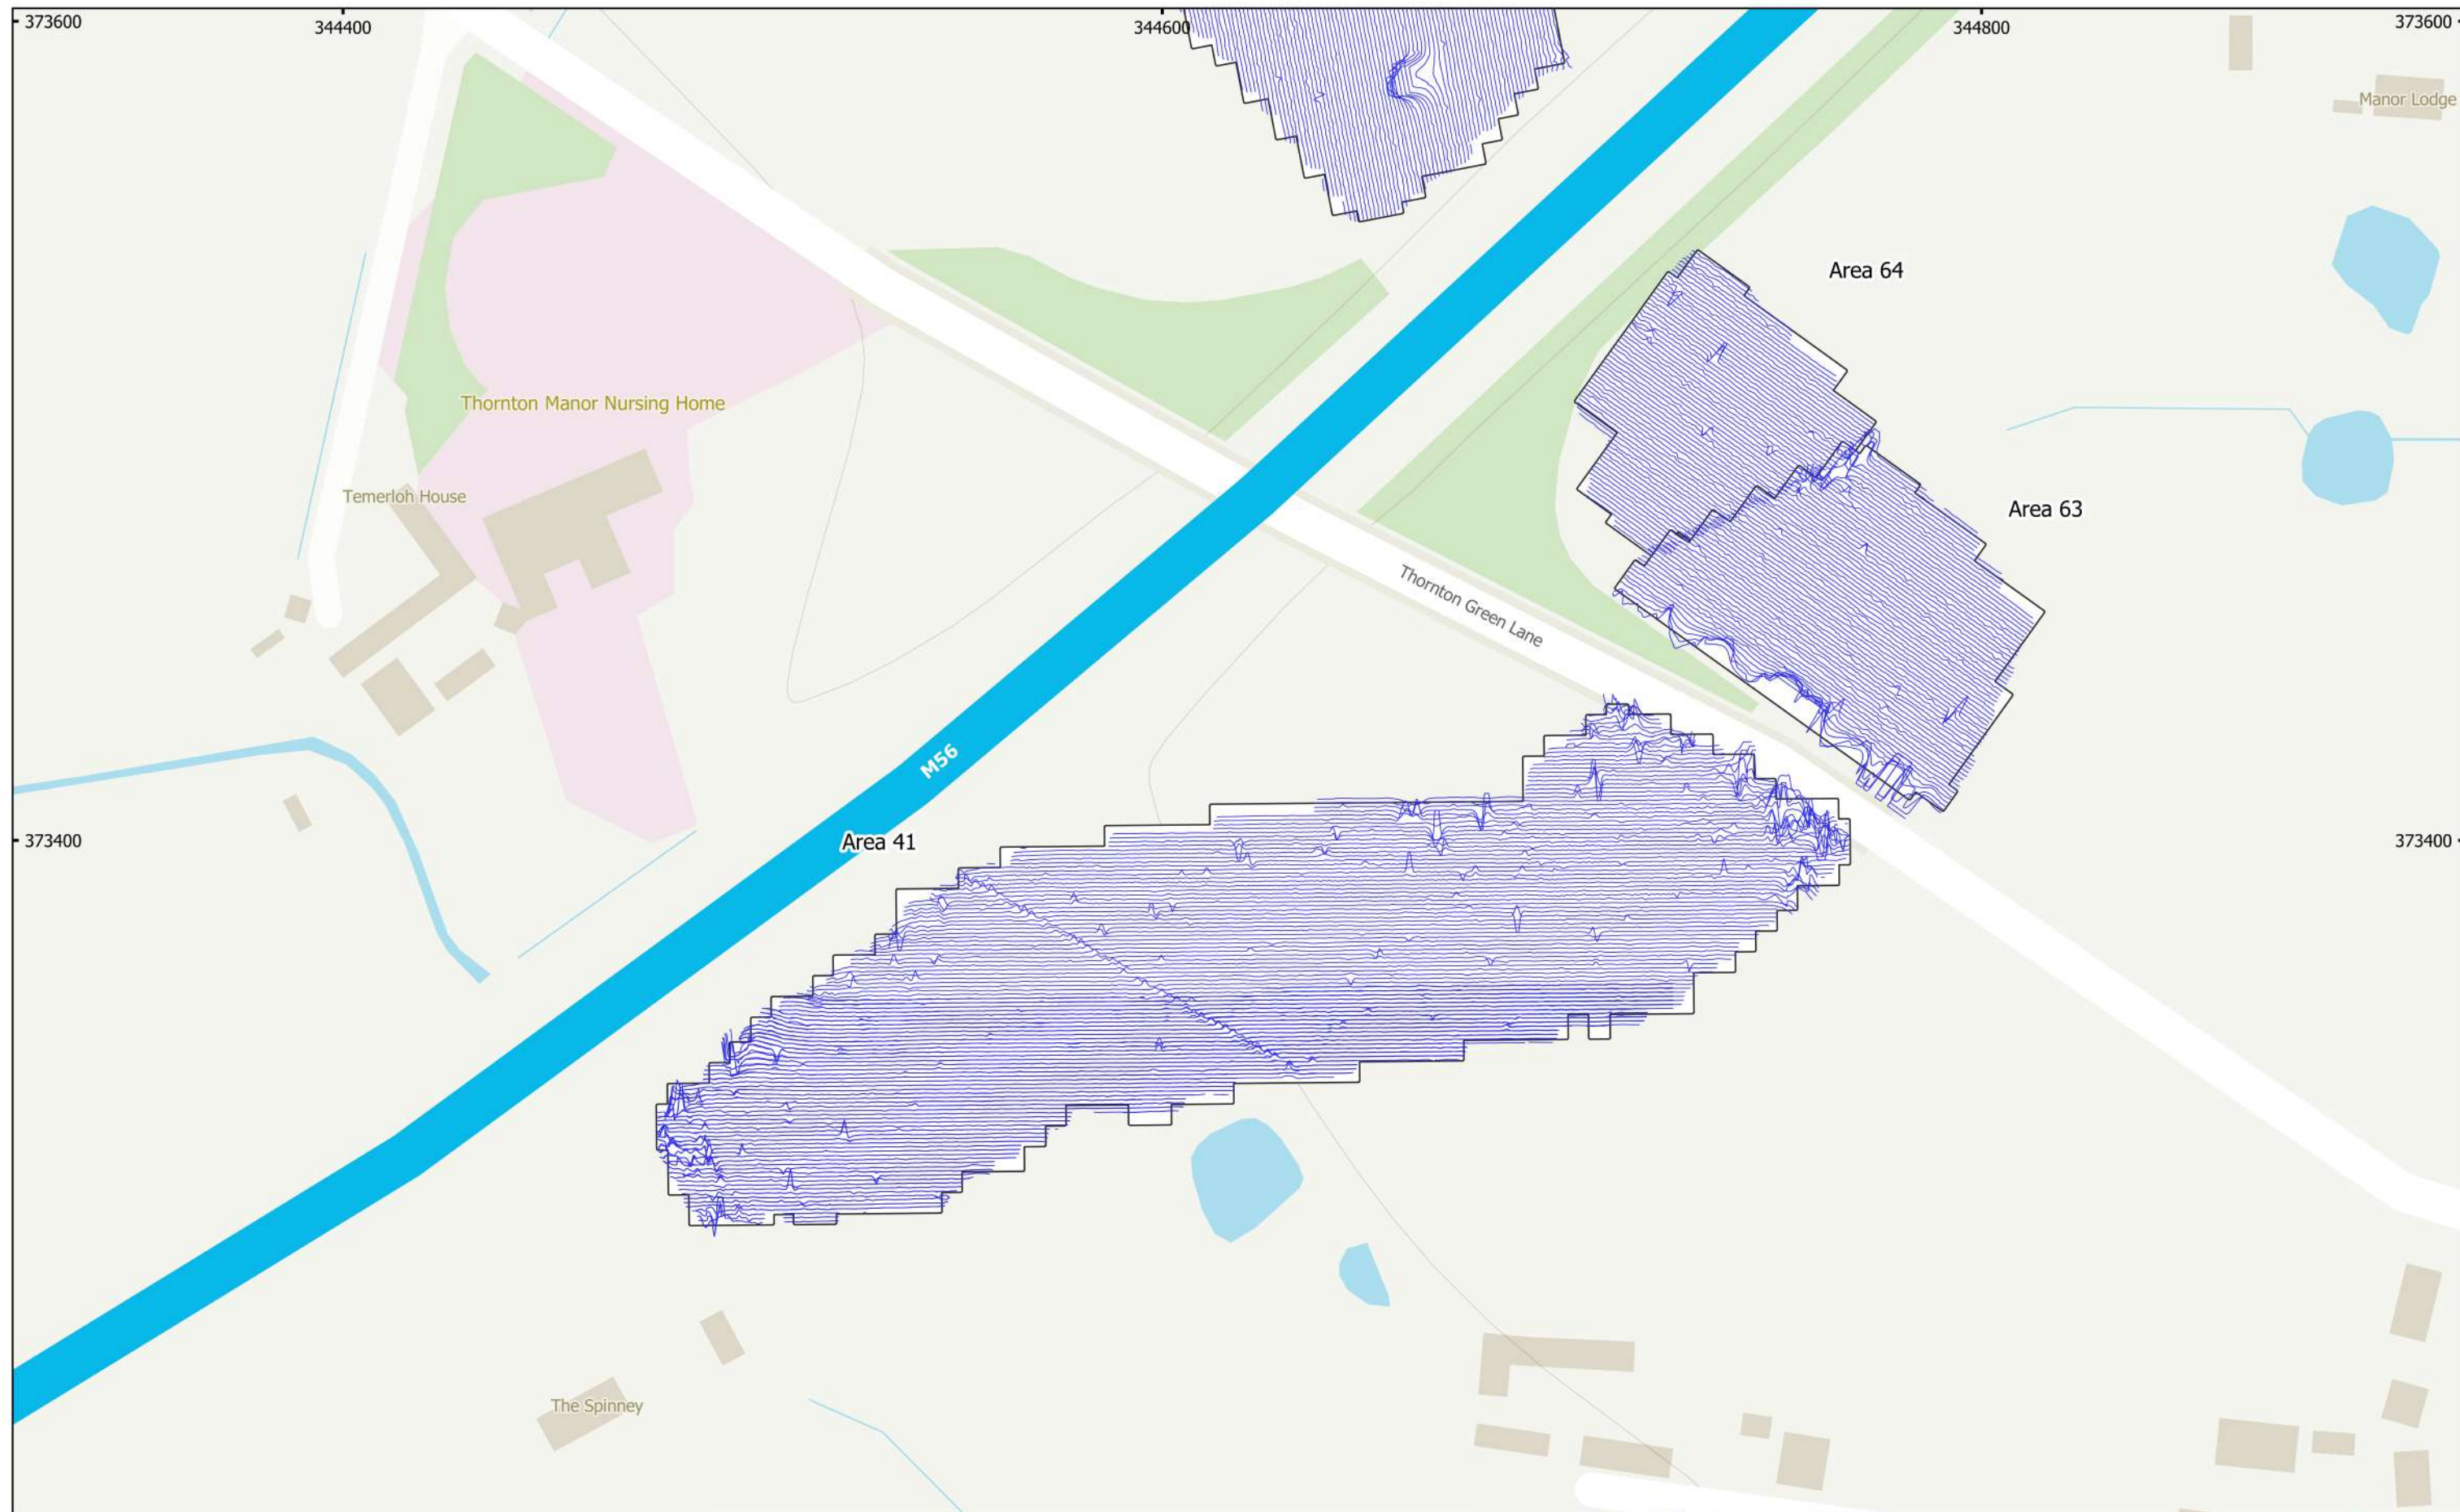 373600
344400
344600
344800
373600
Manor Lodge
Area 64
Thornton Manor Nursing Home
Temerloh House
Area 63
Thornton Green Lane
M56
373400
Area 41
373400
The Spinney